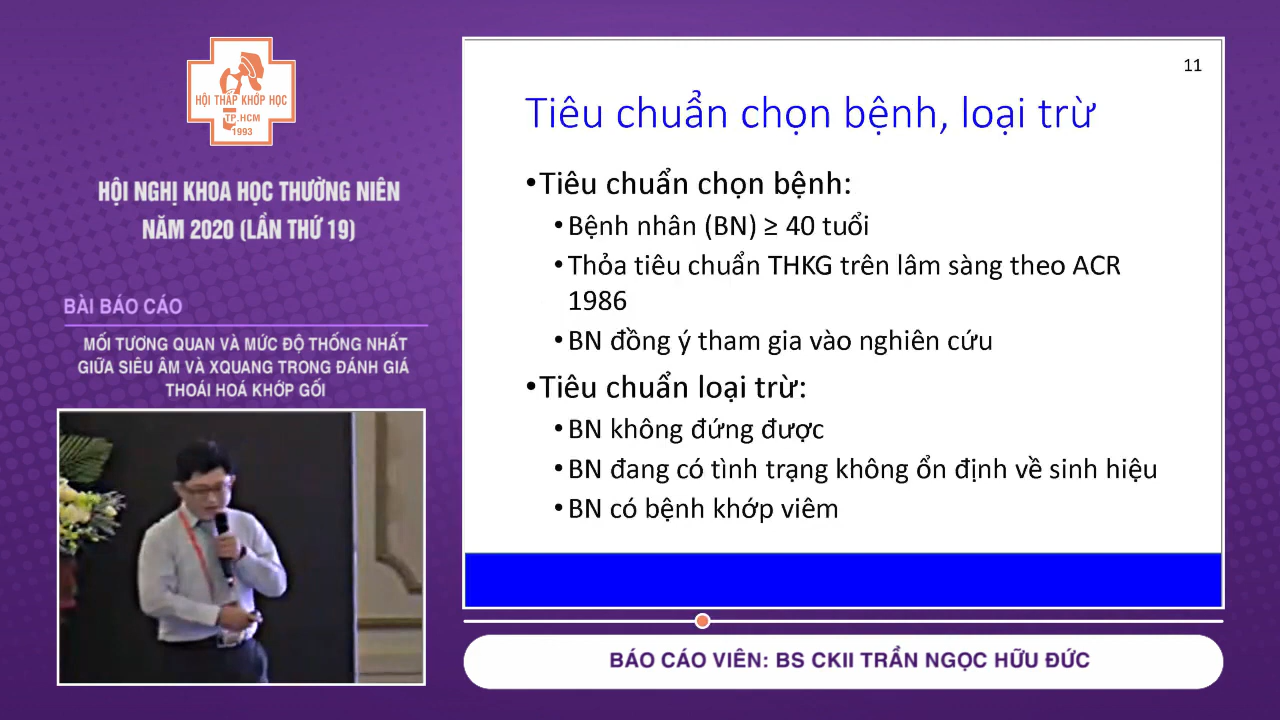 HỘI THẤP KHỚP HỌC
TP.HCM
1993
HỘI NGHỊ KHOA HỌC THƯỜNG NIÊN
NĂM 2020 (LẦN THỨ 19)
BÀI BÁO CÁO
MỐI TƯƠNG QUAN VÀ MỨC ĐỘ THỐNG NHẤT
GIỮA SIÊU ÂM VÀ XQUANG TRONG ĐÁNH GIÁ
THOÁI HOÁ KHỚP GỐI
11
Tiêu chuẩn chọn bệnh, loại trừ
•Tiêu chuẩn chọn bệnh:
•Bệnh nhân (BN) ≥ 40 tuổi
•Thỏa tiêu chuẩn THKG trên lâm sàng theo ACR
1986
•BN đồng ý tham gia vào nghiên cứu
•Tiêu chuẩn loại trừ:
•BN không đứng được
•BN đang có tình trạng không ổn định về sinh hiệu
•BN có bệnh khớp viêm
BÁO CÁO VIÊN: BS CKII TRẦN NGỌC HỮU ĐỨC